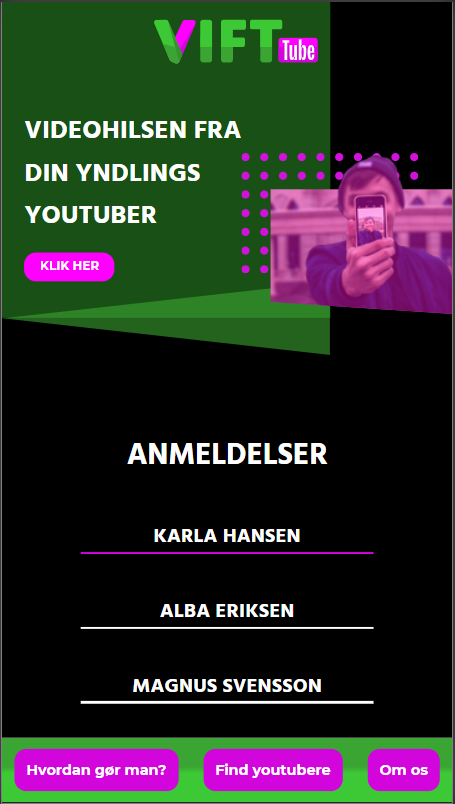 VIFT
Tube
VIDEOHILSEN FRA
DIN YNDLINGS
YOUTUBER
KLIK HER
ANMELDELSER
KARLA HANSEN
ALBA ERIKSEN
MAGNUS SVENSSON
Hvordan gør man? Find youtubere Om os